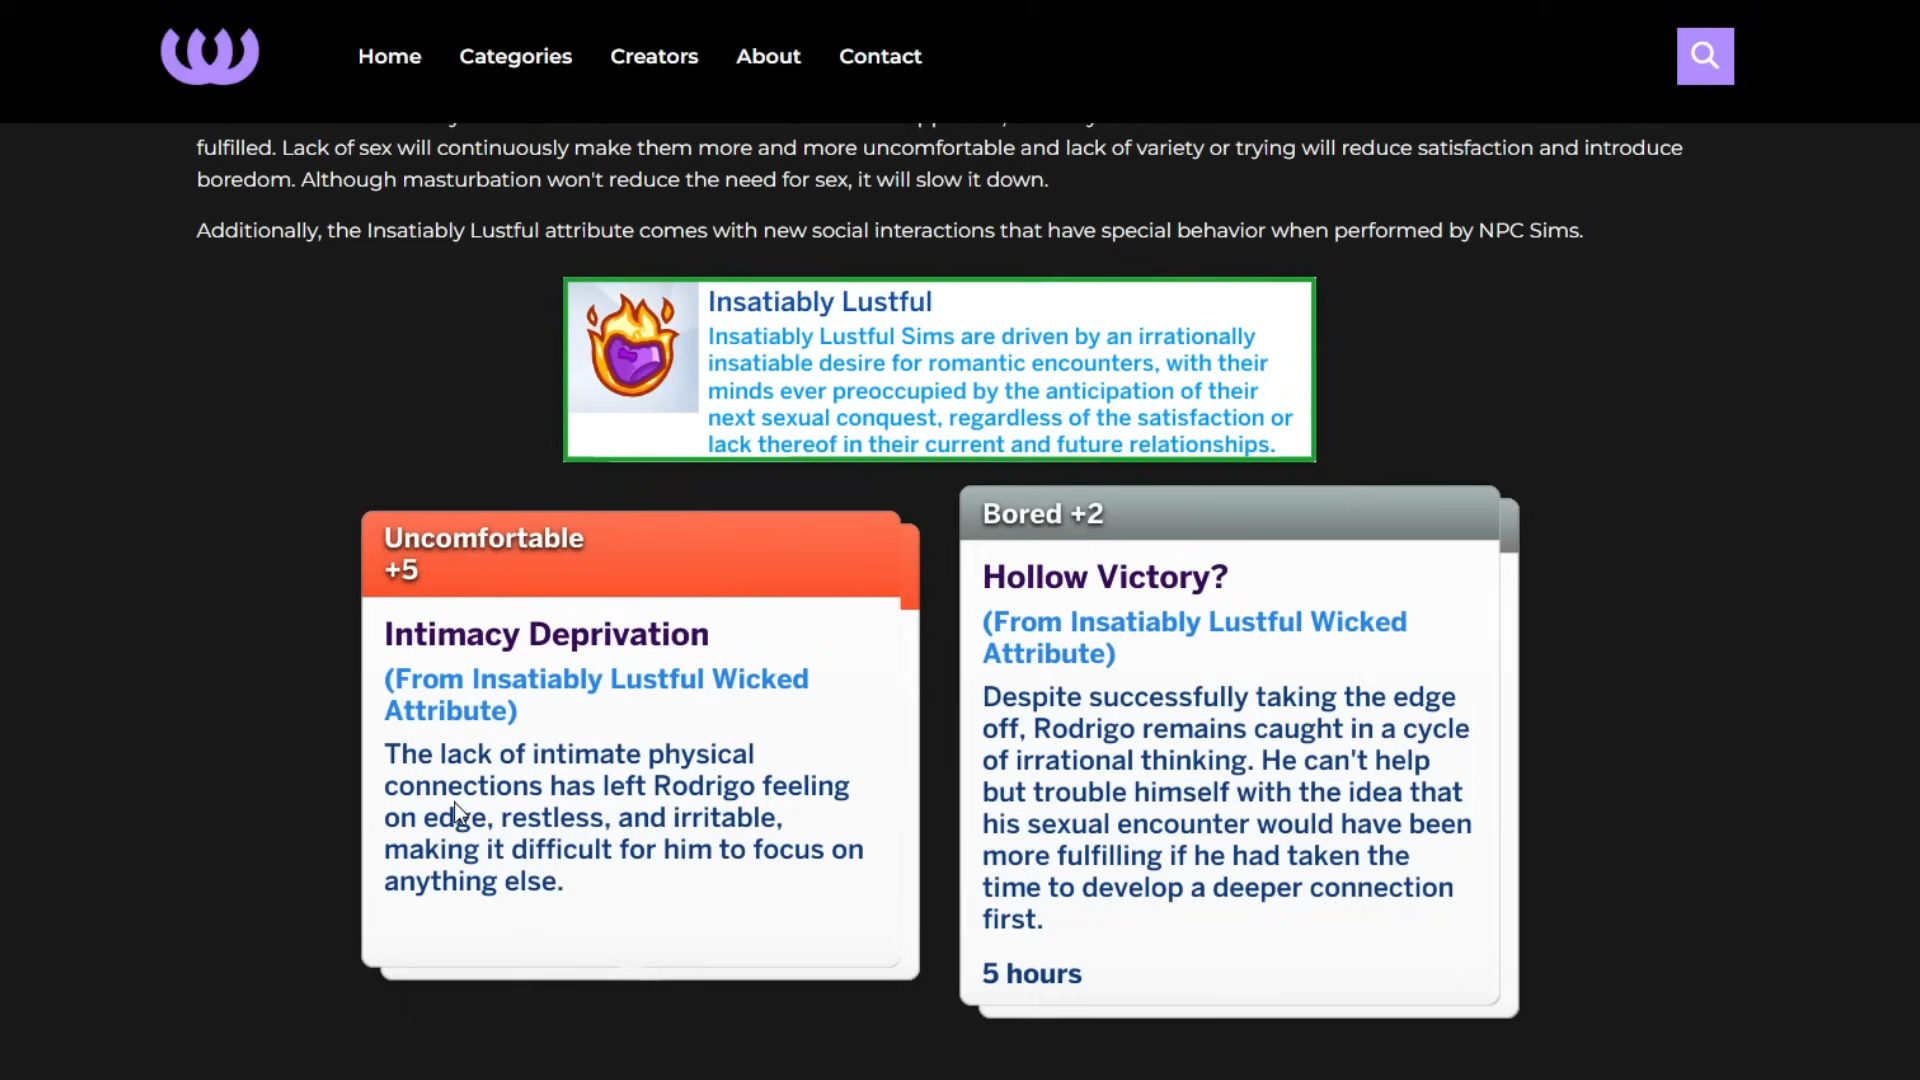 Home Categories Creators About Contact
fulfilled. Lack of sex will continuously make them more and more uncomfortable and lack of variety or trying will reduce satisfaction and introduce
boredom. Although masturbation won't reduce the need for sex, it will slow it down.
Additionally, the Insatiably Lustful attribute comes with new social interactions that have special behavior when performed by NPC Sims.
Insatiably Lustful
Insatiably Lustful Sims are driven by an irrationally
insatiable desire for romantic encounters, with their
minds ever preoccupied by the anticipation of their
next sexual conquest, regardless of the satisfaction or
lack thereof in their current and future relationships.
Uncomfortable
+5
Intimacy Deprivation
(From Insatiably Lustful Wicked
Attribute)
The lack of intimate physical
connections has left Rodrigo feeling
on edge, restless, and irritable,
making it difficult for him to focus on
anything else.
Bored +2
Hollow Victory?
(From Insatiably Lustful Wicked
Attribute)
Despite successfully taking the edge
off, Rodrigo remains caught in a cycle
of irrational thinking. He can't help
but trouble himself with the idea that
his sexual encounter would have been
more fulfilling if he had taken the
time to develop a deeper connection
first.
5 hours